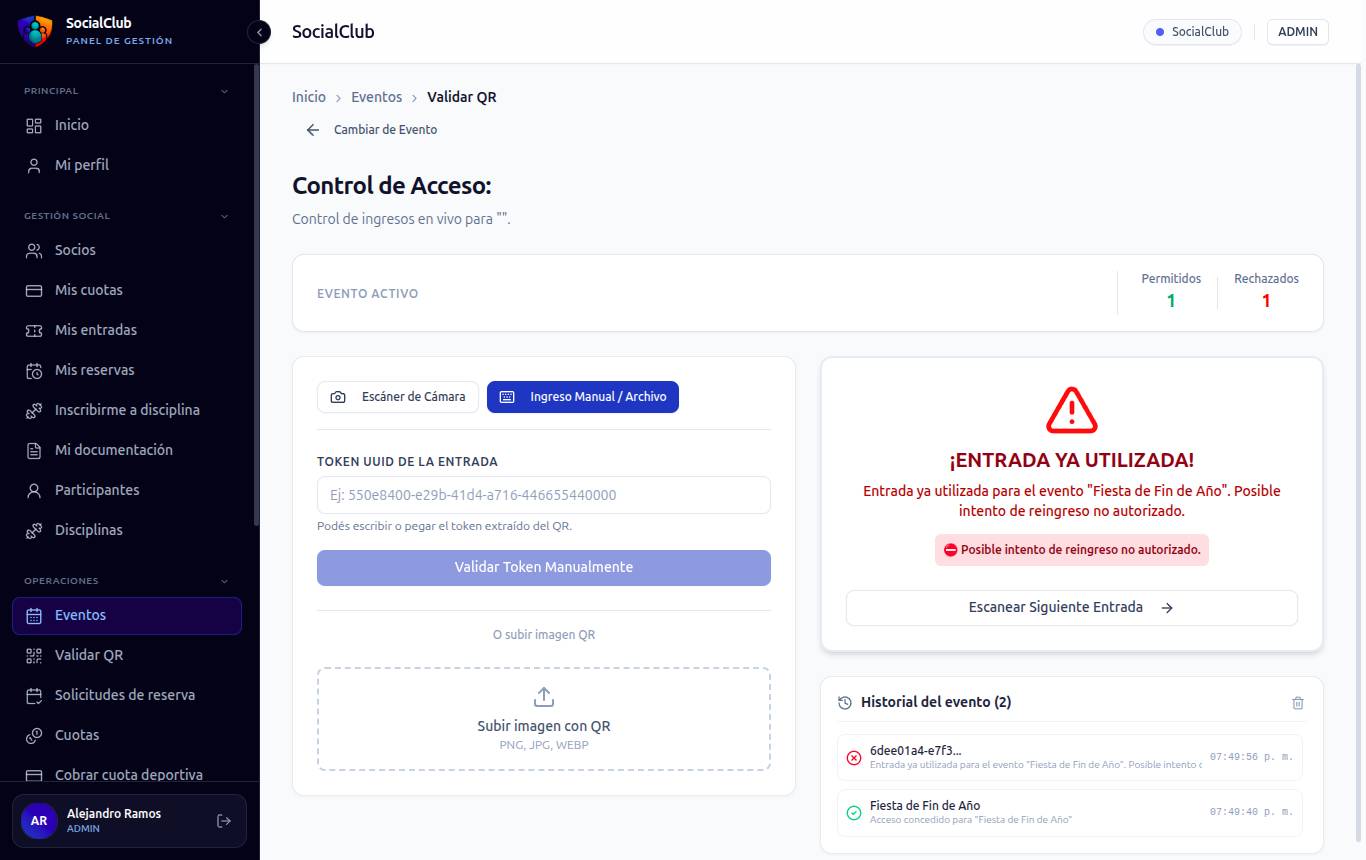 SocialClub
PANEL DE GESTIÓN
PRINCIPAL
Inicio
Mi perfil
GESTIÓN SOCIAL
Socios
Mis cuotas
Mis entradas
Mis reservas
Inscribirme a disciplina
Mi documentación
Participantes
Disciplinas
OPERACIONES
Eventos
Validar QR
Solicitudes de reserva
Cuotas
Cobrar cuota deportiva
AR
Alejandro Ramos
ADMIN
SocialClub
SocialClub
ADMIN
Inicio > Eventos > Validar QR
Cambiar de Evento
Control de Acceso:
Control de ingresos en vivo para "".
EVENTO ACTIVO
Permitidos
1
Rechazados
1
Escáner de Cámara
Ingreso Manual / Archivo
TOKEN UUID DE LA ENTRADA
Ej: 550e8400-e29b-41d4-a716-446655440000
Podés escribir o pegar el token extraído del QR.
Validar Token Manualmente
O subir imagen QR
Subir imagen con QR
PNG, JPG, WEBP
¡ENTRADA YA UTILIZADA!
Entrada ya utilizada para el evento "Fiesta de Fin de Año". Posible
intento de reingreso no autorizado.
Posible intento de reingreso no autorizado.
Escanear Siguiente Entrada
Historial del evento (2)
6dee01a4-e7f3...
Entrada ya utilizada para el evento "Fiesta de Fin de Año". Posible intento
07:49:56 p. m.
Fiesta de Fin de Año
Acceso concedido para "Fiesta de Fin de Año"
07:49:40 p. m.